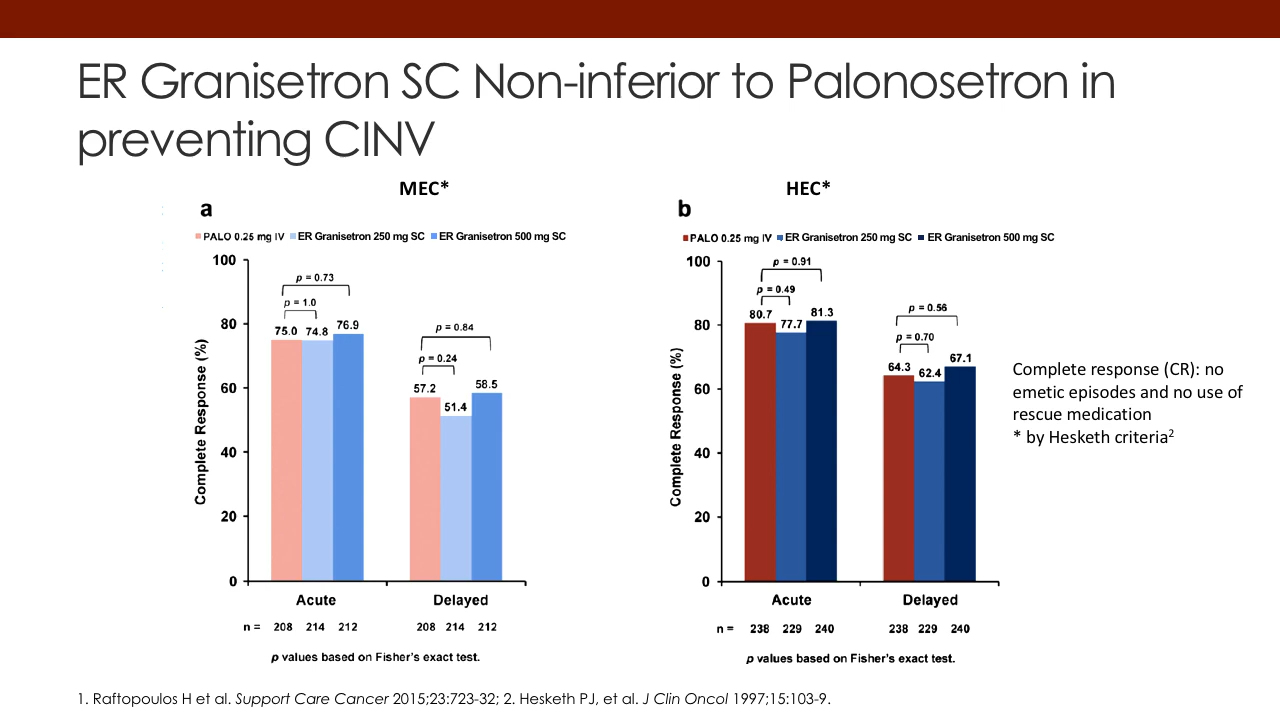 ER Granisetron SC Non-inferior to Palonosetron in
preventing CINV
MEC*
a
PALO 0.25 mg IV ER Granisetron 250 mg SC ER Granisetron 500 mg SC
Complete Response (%)
100
80
60
40
20
0
p = 0.73
p = 1.0
75.0 74.8 76.9
p = 0.84
p = 0.24
57.2 51.4 58.5
Acute Delayed
n = 208 214 212 208 214 212
p values based on Fisher's exact test.
HEC*
b
PALO 0.25 mg IV ER Granisetron 250 mg SC ER Granisetron 500 mg SC
Complete Response (%)
100
80
60
40
20
0
p = 0.91
p = 0.49
80.7 77.7 81.3
p = 0.56
p = 0.70
64.3 62.4 67.1
Acute Delayed
n = 238 229 240 238 229 240
p values based on Fisher's exact test.
Complete response (CR): no
emetic episodes and no use of
rescue medication
* by Hesketh criteria2
1. Raftopoulos H et al. Support Care Cancer 2015;23:723-32; 2. Hesketh PJ, et al. J Clin Oncol 1997;15:103-9.